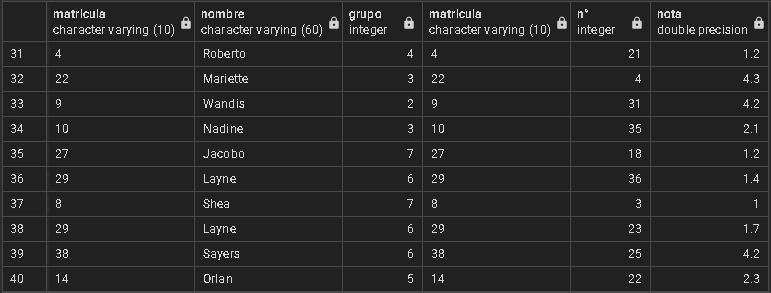 matricula nombre grupo matricula n° nota
character varying (10) character varying (60) integer character varying (10) integer double precision
31 4 Roberto 4 4 21 1.2
32 22 Mariette 3 22 4 4.3
33 9 Wandis 2 9 31 4.2
34 10 Nadine 3 10 35 2.1
35 27 Jacobo 7 27 18 1.2
36 29 Layne 6 29 36 1.4
37 8 Shea 7 8 3 1
38 29 Layne 6 29 23 1.7
39 38 Sayers 6 38 25 4.2
40 14 Orlan 5 14 22 2.3